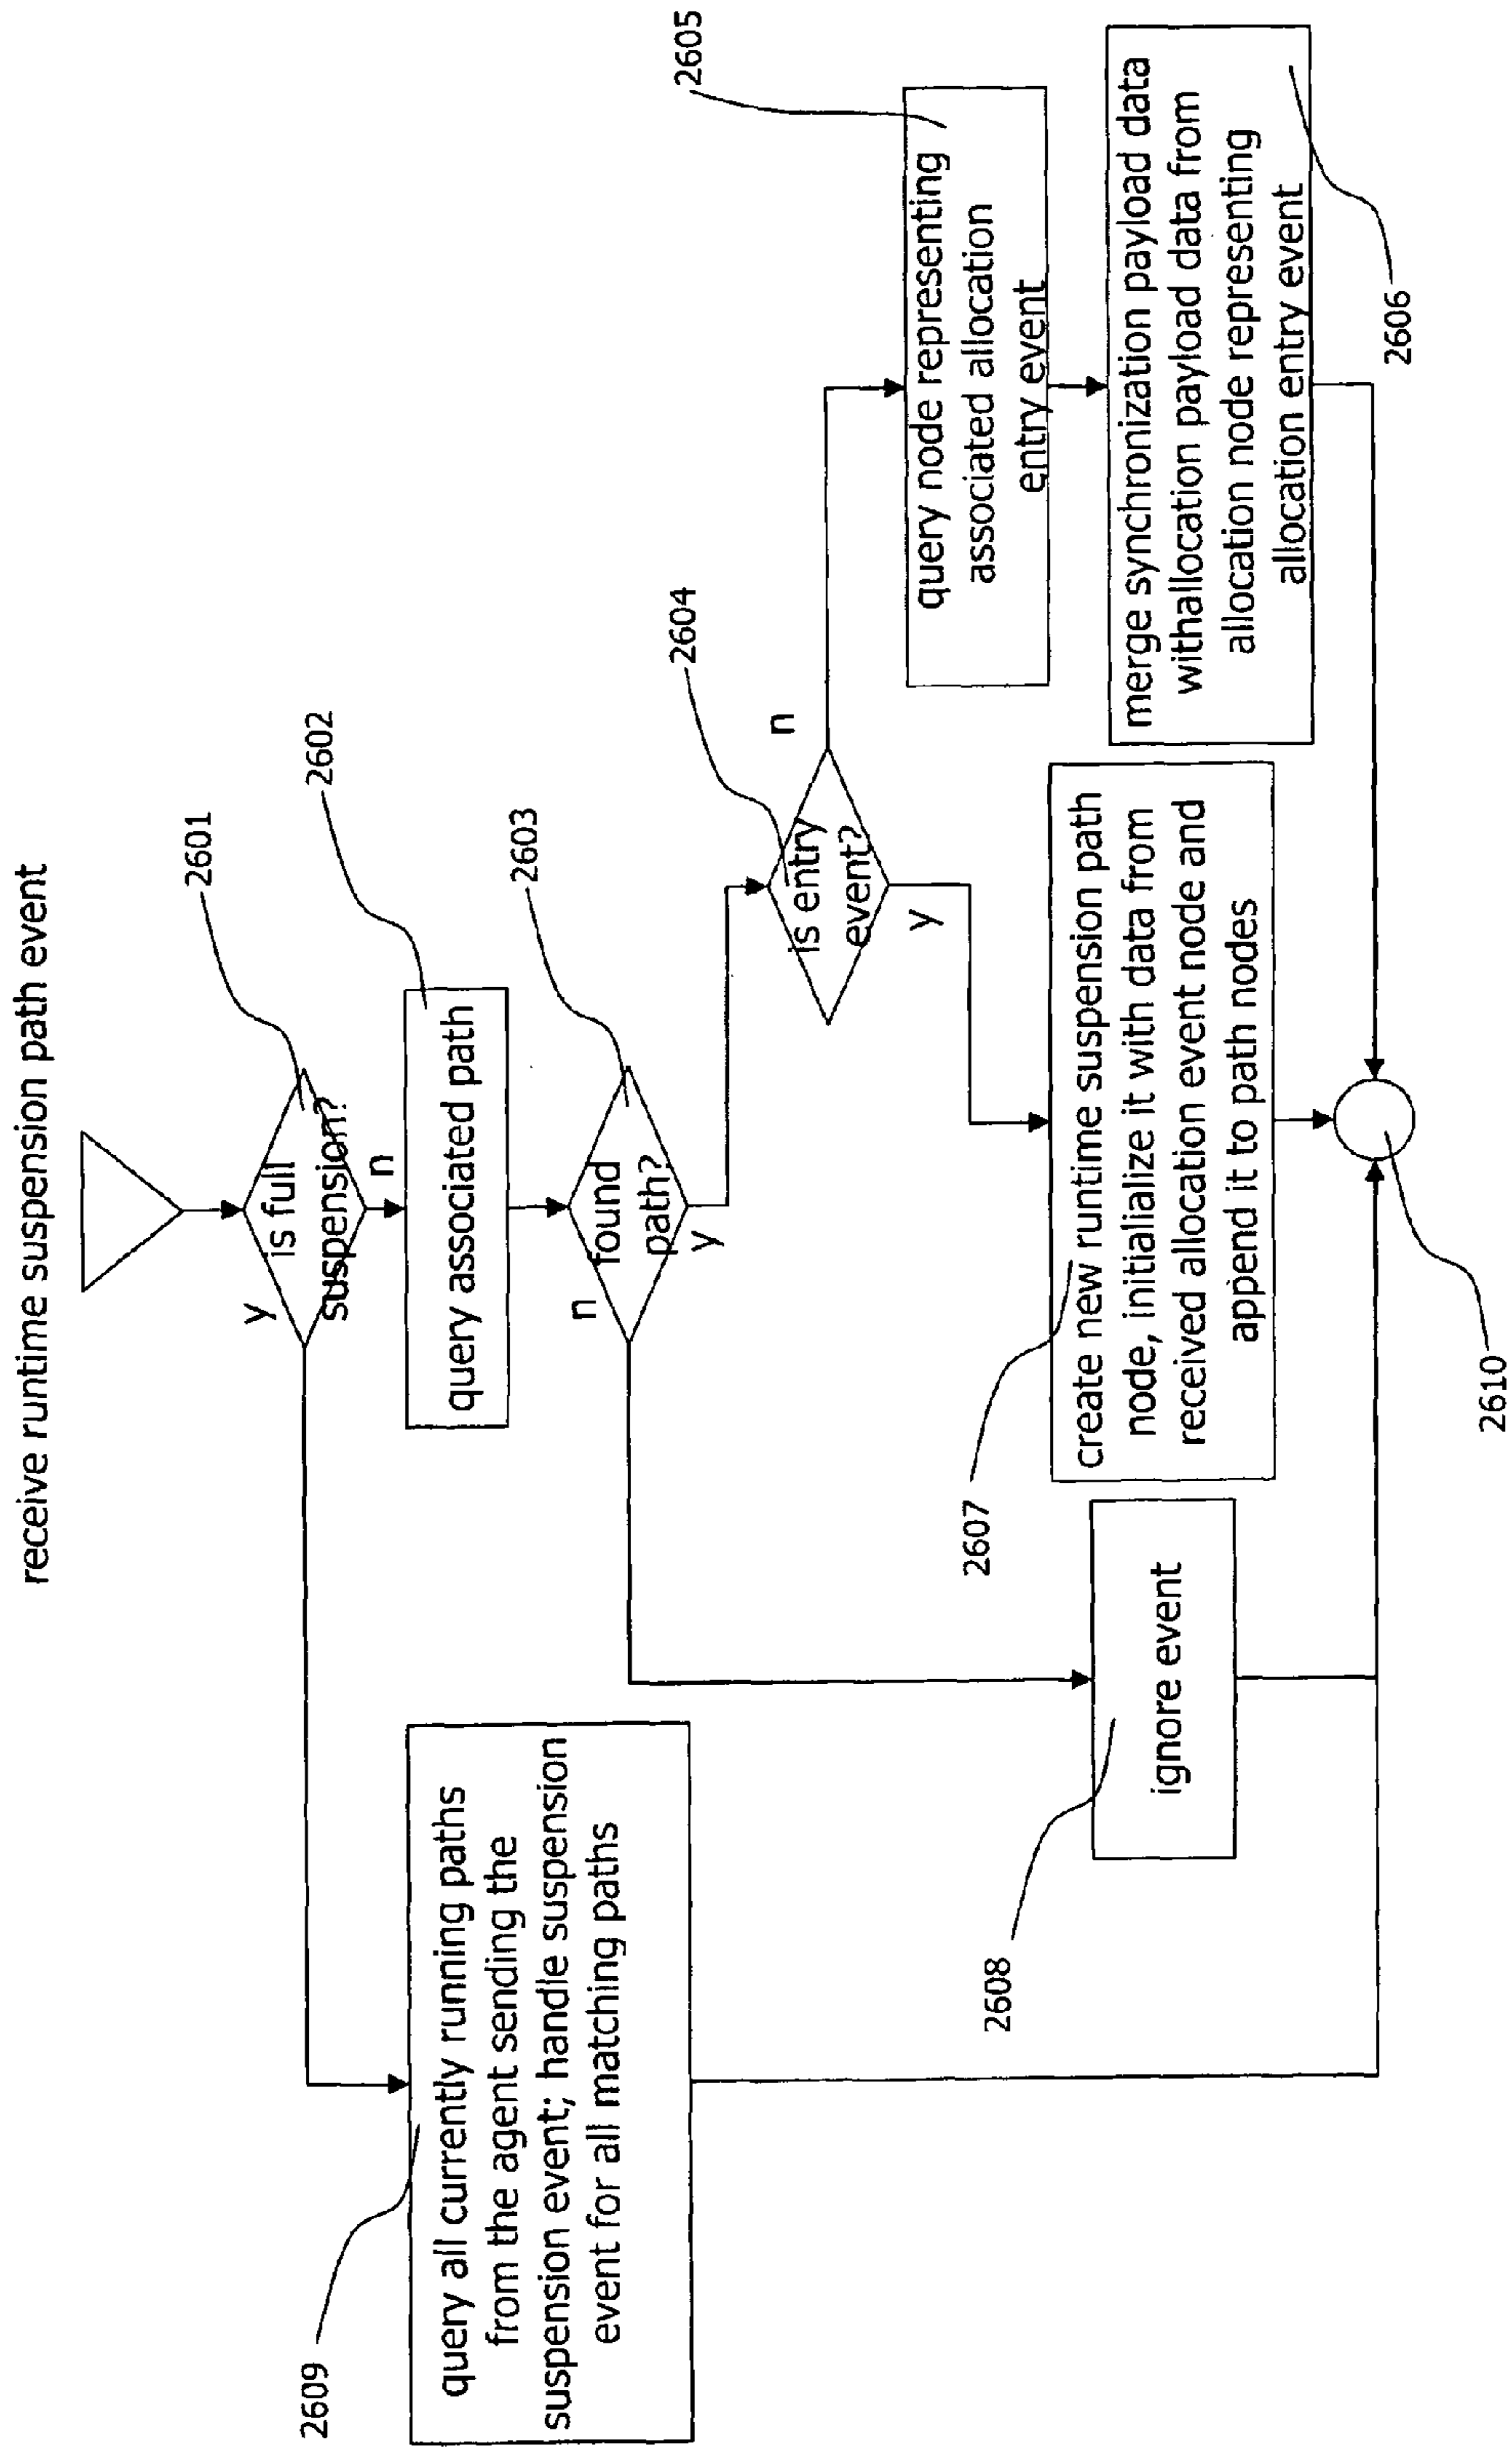 receive runtime suspension path event
2601
is full
suspension?
y
n
2602
query associated path
2603
found
path?
n
y
2604
is entry
event?
n
y
2605
query node representing
associated allocation
entry event
2606
merge synchronization payload data
withallocation payload data from
allocation node representing
allocation entry event
2607
create new runtime suspension path
node, initialialize it with data from
received allocation event node and
append it to path nodes
2608
ignore event
2609
query all currently running paths
from the agent sending the
suspension event; handle suspension
event for all matching paths
2610